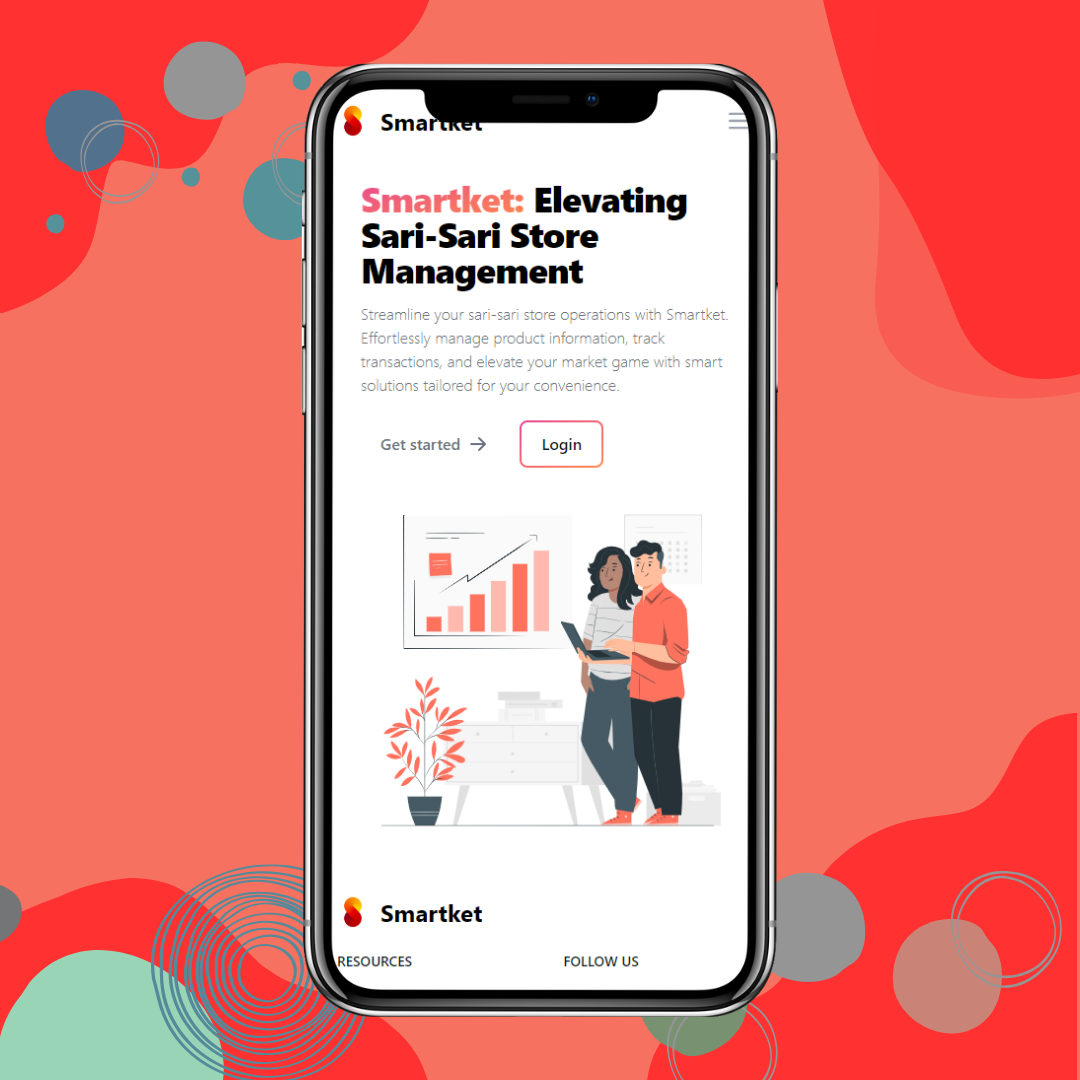 Smartket
Smartket: Elevating
Sari-Sari Store
Management
Streamline your sari-sari store operations with Smartket.
Effortlessly manage product information, track
transactions, and elevate your market game with smart
solutions tailored for your convenience.
Get started → Login
Smartket
RESOURCES FOLLOW US